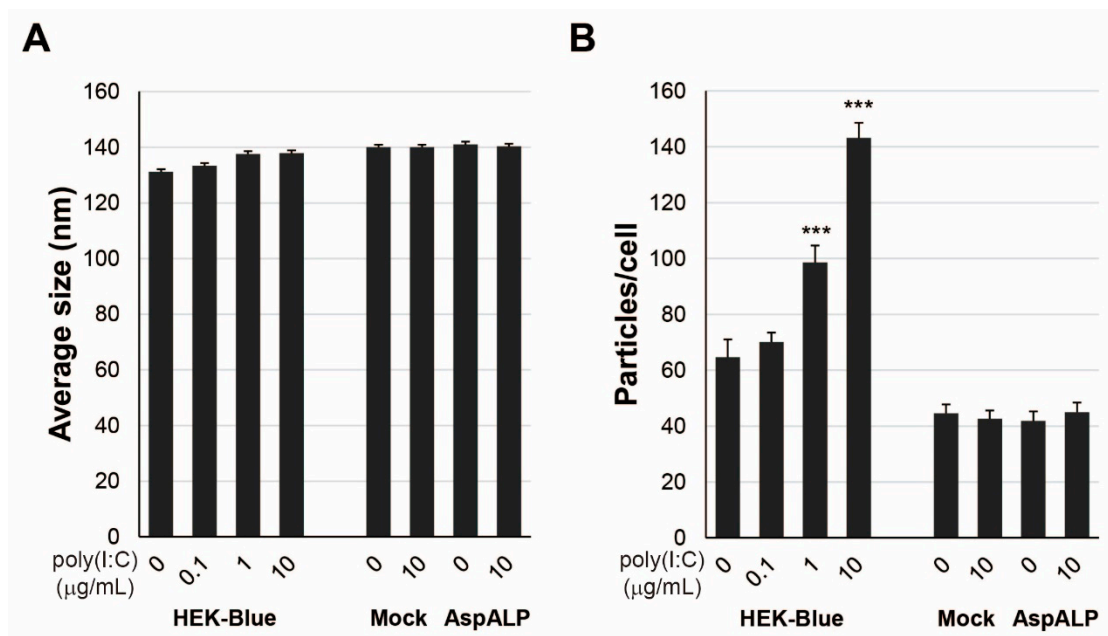 A
Average size (nm)
160
140
120
100
80
60
40
20
0
poly(I:C)
(μg/mL)
0 0.1 1 10 0 10 0 10
HEK-Blue Mock AspALP
B
Particles/cell
160
140
120
100
80
60
40
20
0
***
***
poly(I:C)
(μg/mL)
0 0.1 1 10 0 10 0 10
HEK-Blue Mock AspALP